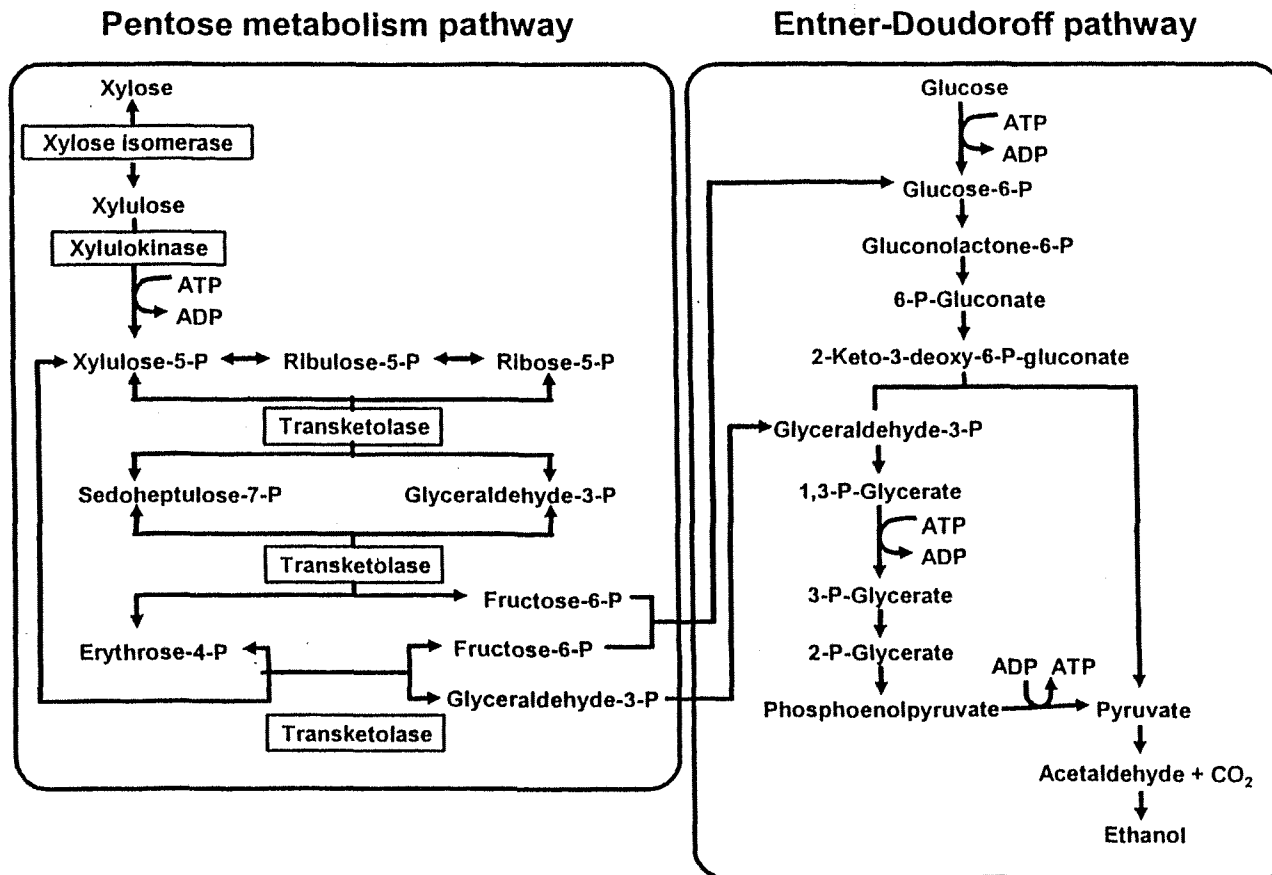 Pentose metabolism pathway
Entner-Doudoroff pathway
Xylose
Xylose isomerase
Xylulose
Xylulokinase
ATP
ADP
Xylulose-5-P
Ribulose-5-P
Ribose-5-P
Transketolase
Sedoheptulose-7-P
Glyceraldehyde-3-P
Transketolase
Fructose-6-P
Erythrose-4-P
Fructose-6-P
Glyceraldehyde-3-P
Transketolase
Glucose
ATP
ADP
Glucose-6-P
Gluconolactone-6-P
6-P-Gluconate
2-Keto-3-deoxy-6-P-gluconate
Glyceraldehyde-3-P
1,3-P-Glycerate
ATP
ADP
3-P-Glycerate
2-P-Glycerate
ADP ATP
Phosphoenolpyruvate
Pyruvate
Acetaldehyde + CO₂
Ethanol